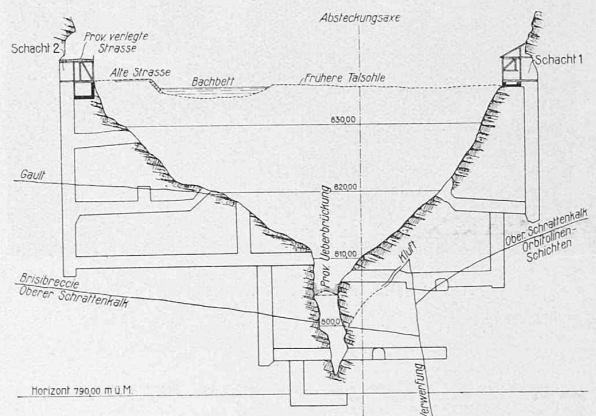 Absteckungsaxe
Schacht 2
Prov. verlegte
Strasse
Alte Strasse
Bachbett
Frühere Talsohle
Schacht 1
830,00
Gault
820,00
Prov. Ueberbrückung
810,00
Kluft
Ober. Schrattenkalk
Orbitolinen-
Schichten
Brisibreccie
Oberer Schrattenkalk
800,0
Horizont 790,00 m ü. M.
Verwerfung